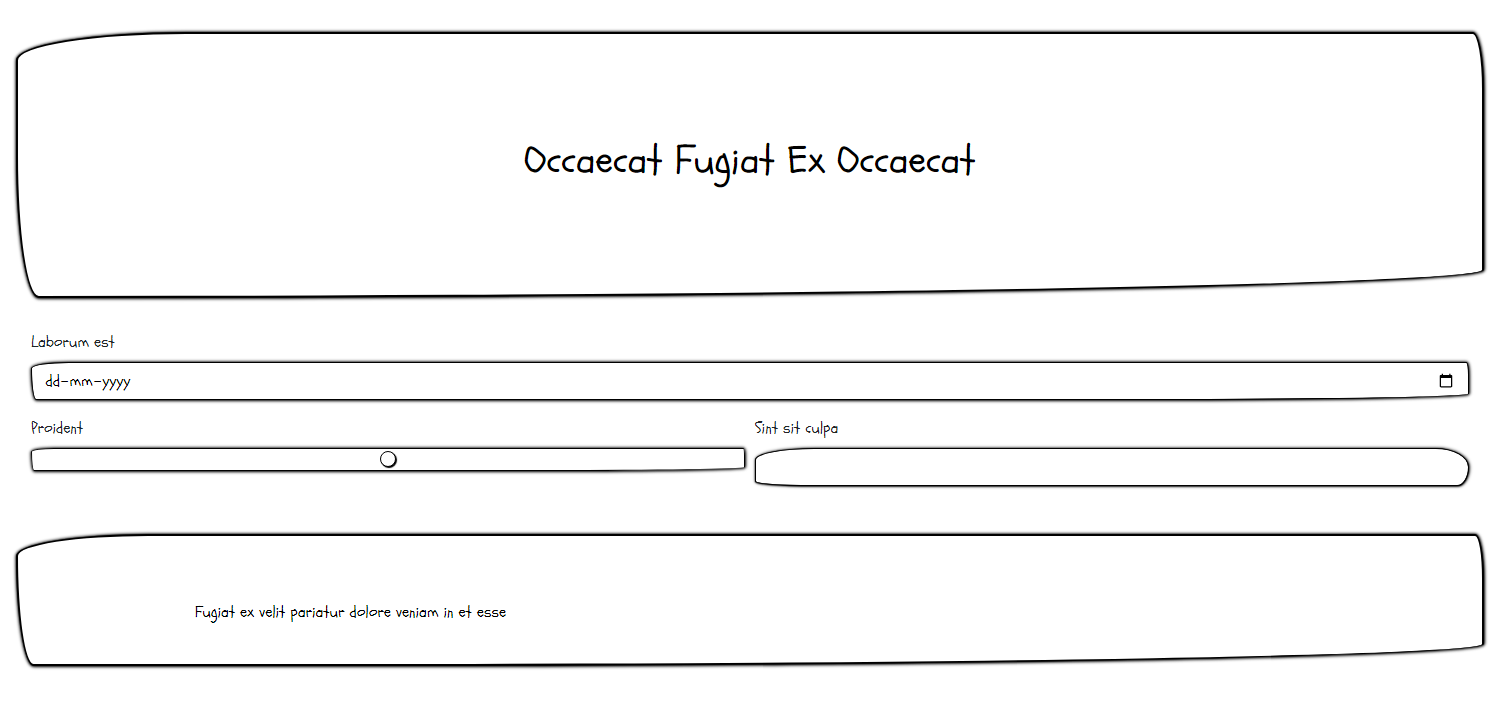 Occaecat Fugiat Ex Occaecat
Laborum est
dd-mm-yyyy
Proident
Sint sit culpa
Fugiat ex velit pariatur dolore veniam in et esse